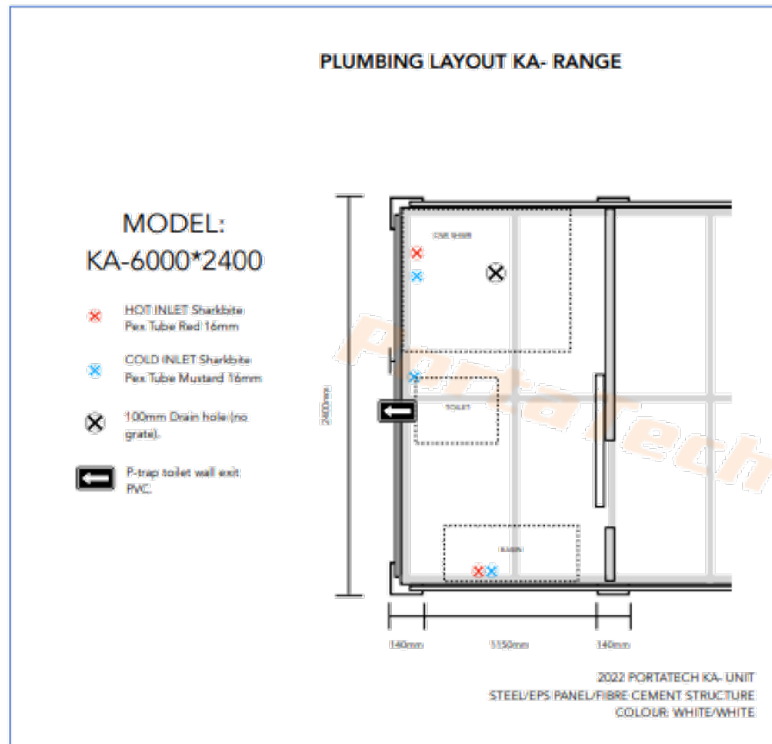 PLUMBING LAYOUT KA- RANGE
MODEL:
KA-6000*2400
HOT INLET Sharkbite
Pex Tube Red 16mm
COLD INLET Sharkbite
Pex Tube Mustard 16mm
100mm Drain hole (no
grate).
P-trap toilet wall exit
PVC.
2400mm
TOILET
BASIN
PortaTech
140mm
1150mm
140mm
2022 PORTATECH KA- UNIT
STEEL/EPS PANEL/FIBRE CEMENT STRUCTURE
COLOUR: WHITE/WHITE